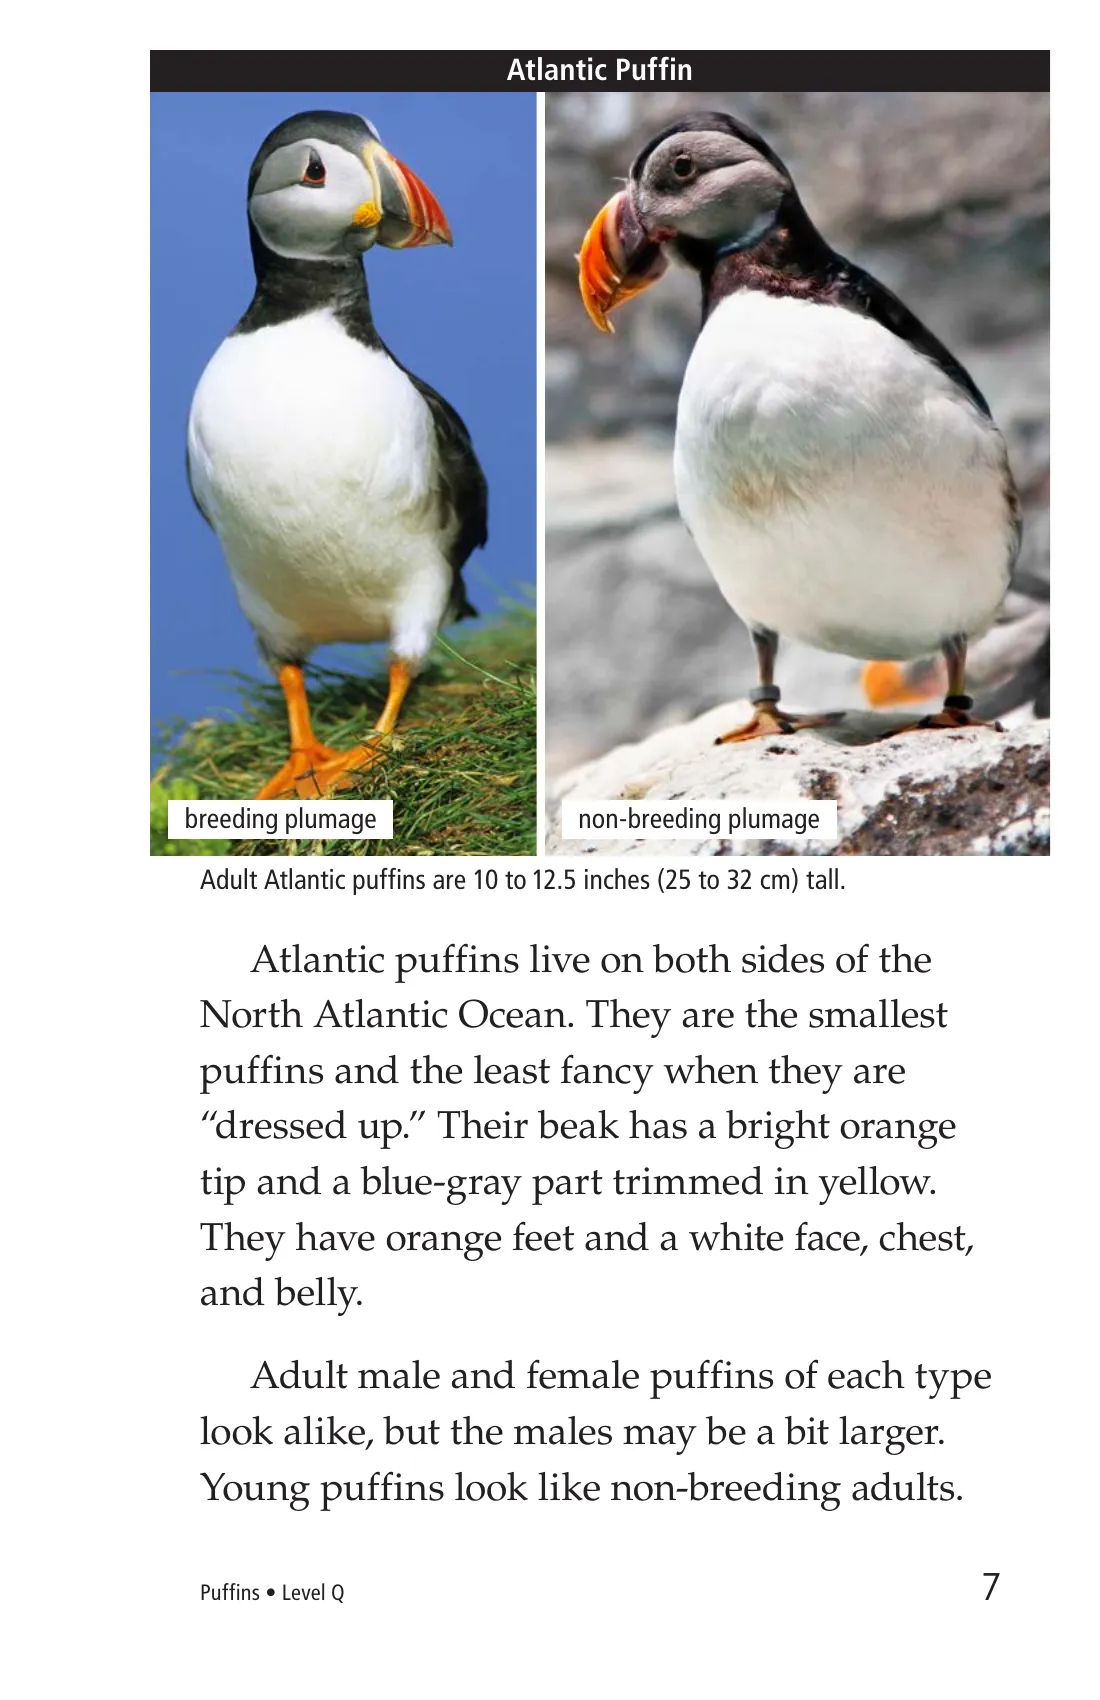 Atlantic Puffin
breeding plumage
non-breeding plumage
Adult Atlantic puffins are 10 to 12.5 inches (25 to 32 cm) tall.
Atlantic puffins live on both sides of the
North Atlantic Ocean. They are the smallest
puffins and the least fancy when they are
“dressed up.” Their beak has a bright orange
tip and a blue-gray part trimmed in yellow.
They have orange feet and a white face, chest,
and belly.
Adult male and female puffins of each type
look alike, but the males may be a bit larger.
Young puffins look like non-breeding adults.
Puffins • Level Q
7